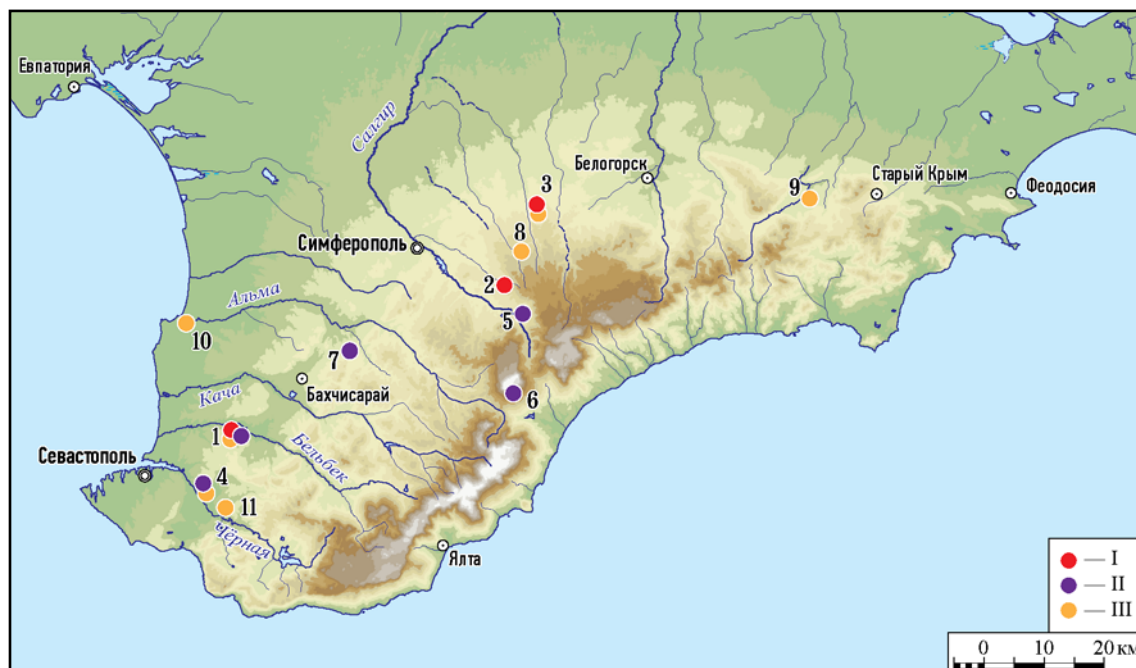 Евпатория
Салгир
Белогорск
3
9
Старый Крым
Феодосия
Симферополь
8
2
Альма
5
10
7
6
Бахчисарай
Кача
1
Бельбек
Севастополь
4
11
Чёрная
Ялта
— I
— II
— III
0 10 20 км